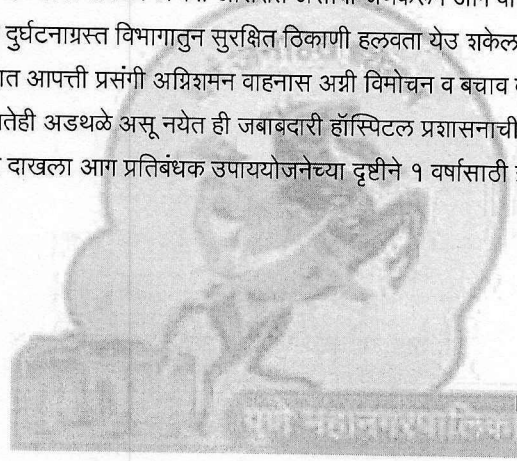 दुर्घटनाग्रस्त विभागातुन सुरक्षित ठिकाणी हलवता येउ शकेल
आपत्ती प्रसंगी अग्निशमन वाहनास अग्नी विमोचन व बचाव
अडथळे असू नयेत ही जबाबदारी हॉस्पिटल प्रशासनाची
दाखला आग प्रतिबंधक उपाययोजनेच्या दृष्टीने १ वर्षासाठी
पुणे महानगरपालिका